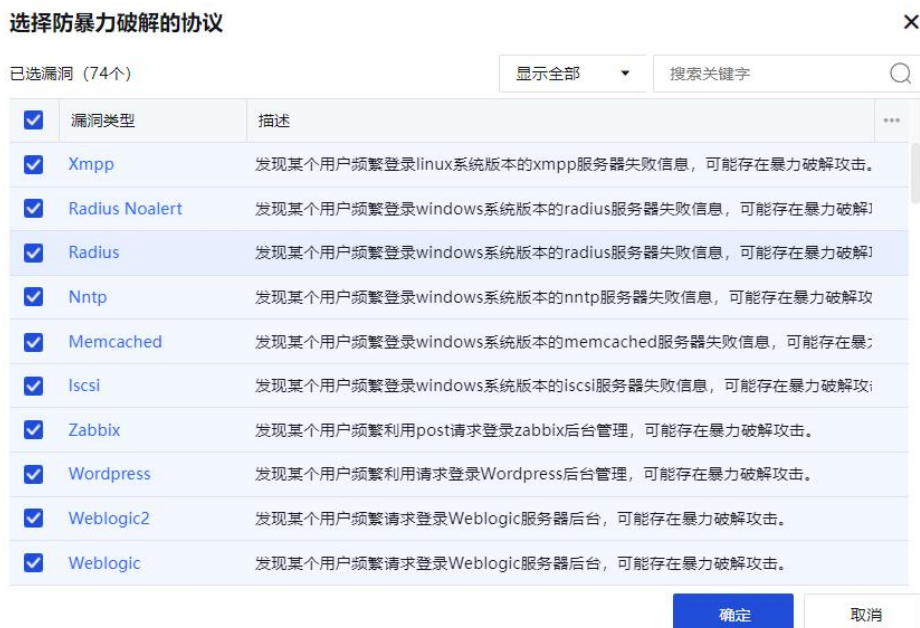 选择防暴力破解的协议
已选漏洞（74个） 显示全部 搜索关键字
漏洞类型 描述
Xmpp 发现某个用户频繁登录linux系统版本的xmpp服务器失败信息，可能存在暴力破解攻击。
Radius Noalert 发现某个用户频繁登录windows系统版本的radius服务器失败信息，可能存在暴力破解
Radius 发现某个用户频繁登录windows系统版本的radius服务器失败信息，可能存在暴力破解
Nntp 发现某个用户频繁登录windows系统版本的nntp服务器失败信息，可能存在暴力破解攻
Memcached 发现某个用户频繁登录windows系统版本的memcached服务器失败信息，可能存在暴
Iscsi 发现某个用户频繁登录windows系统版本的iscsi服务器失败信息，可能存在暴力破解攻
Zabbix 发现某个用户频繁利用post请求登录zabbix后台管理，可能存在暴力破解攻击。
Wordpress 发现某个用户频繁利用请求登录Wordpress后台管理，可能存在暴力破解攻击。
Weblogic2 发现某个用户频繁请求登录Weblogic服务器后台，可能存在暴力破解攻击。
Weblogic 发现某个用户频繁请求登录Weblogic服务器后台，可能存在暴力破解攻击。
确定 取消